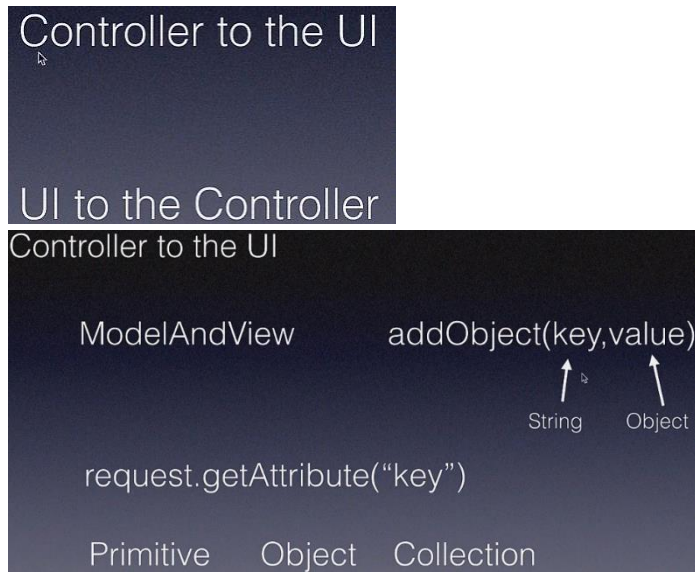 Controller to the UI
UI to the Controller
Controller to the UI
ModelAndView addObject(key,value)
String Object
request.getAttribute(“key”)
Primitive Object Collection